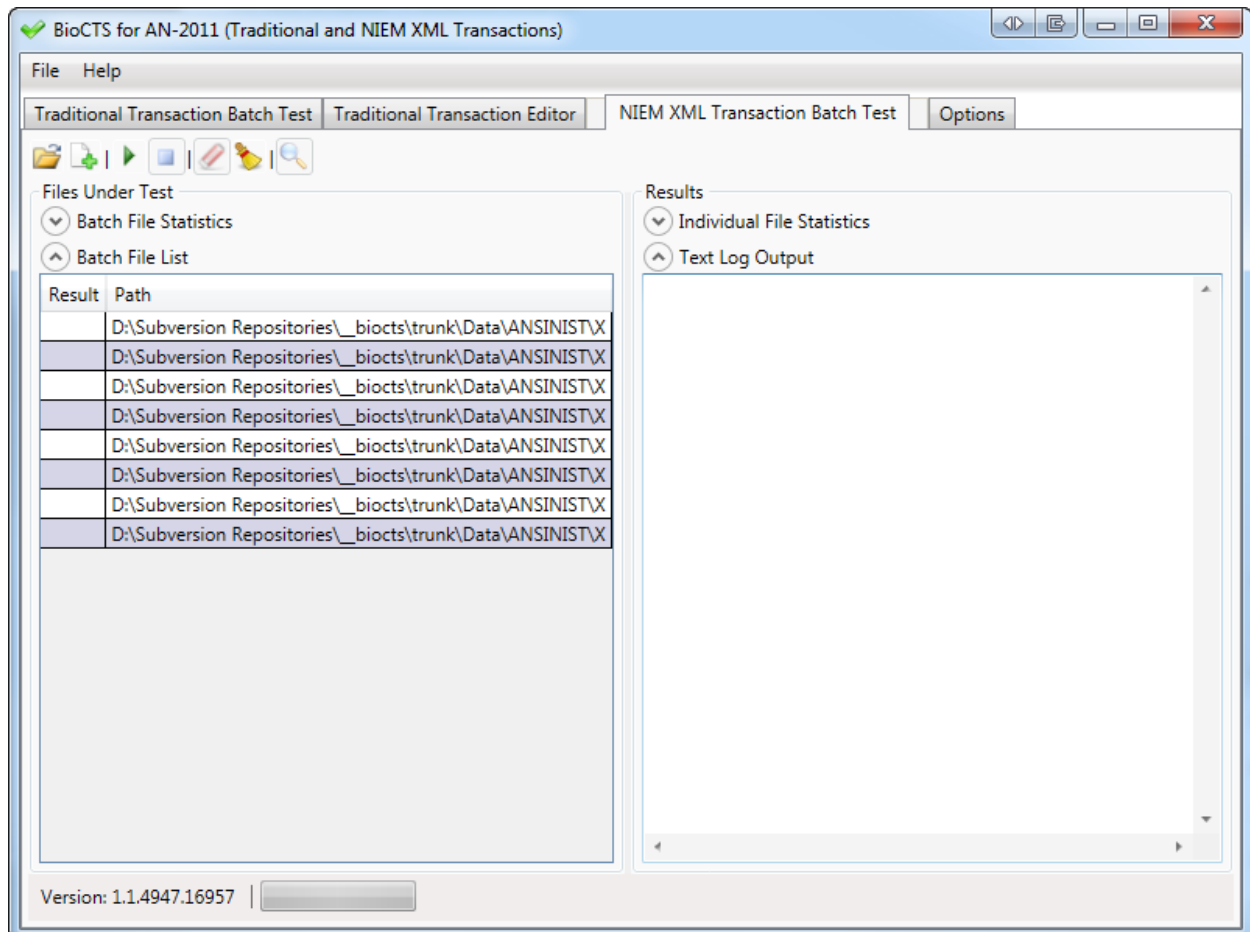 BioCTS for AN-2011 (Traditional and NIEM XML Transactions)
File Help
Traditional Transaction Batch Test Traditional Transaction Editor NIEM XML Transaction Batch Test Options
Files Under Test
Batch File Statistics
Batch File List
Result Path
D:\Subversion Repositories\__biocts\trunk\Data\ANSINIST\X
D:\Subversion Repositories\__biocts\trunk\Data\ANSINIST\X
D:\Subversion Repositories\__biocts\trunk\Data\ANSINIST\X
D:\Subversion Repositories\__biocts\trunk\Data\ANSINIST\X
D:\Subversion Repositories\__biocts\trunk\Data\ANSINIST\X
D:\Subversion Repositories\__biocts\trunk\Data\ANSINIST\X
D:\Subversion Repositories\__biocts\trunk\Data\ANSINIST\X
D:\Subversion Repositories\__biocts\trunk\Data\ANSINIST\X
Results
Individual File Statistics
Text Log Output
Version: 1.1.4947.16957